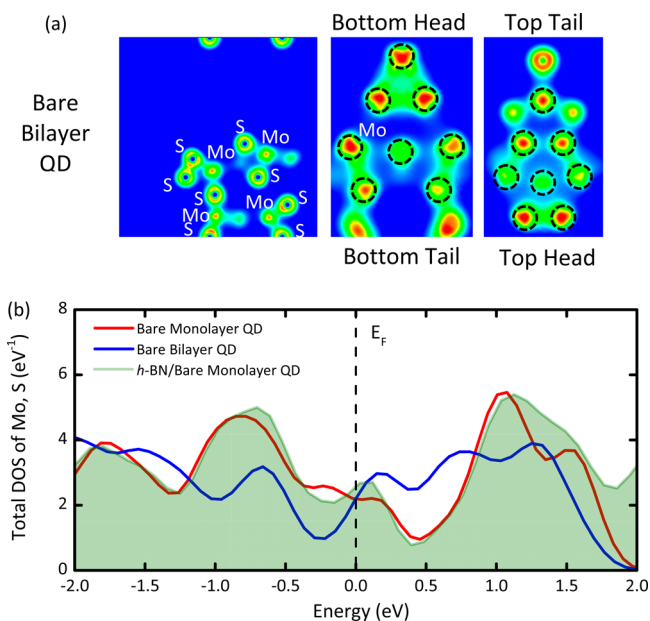 (a)
Bare
Bilayer
QD
Bottom Head
Top Tail
S
S
Mo
Mo
S
S
S
S
Mo
Mo
S
S
S
Mo
Bottom Tail
Top Head
(b)
Total DOS of Mo, S (eV⁻¹)
8
6
4
2
0
Bare Monolayer QD
Bare Bilayer QD
h-BN/Bare Monolayer QD
E_F
-2.0
-1.5
-1.0
-0.5
0.0
0.5
1.0
1.5
2.0
Energy (eV)